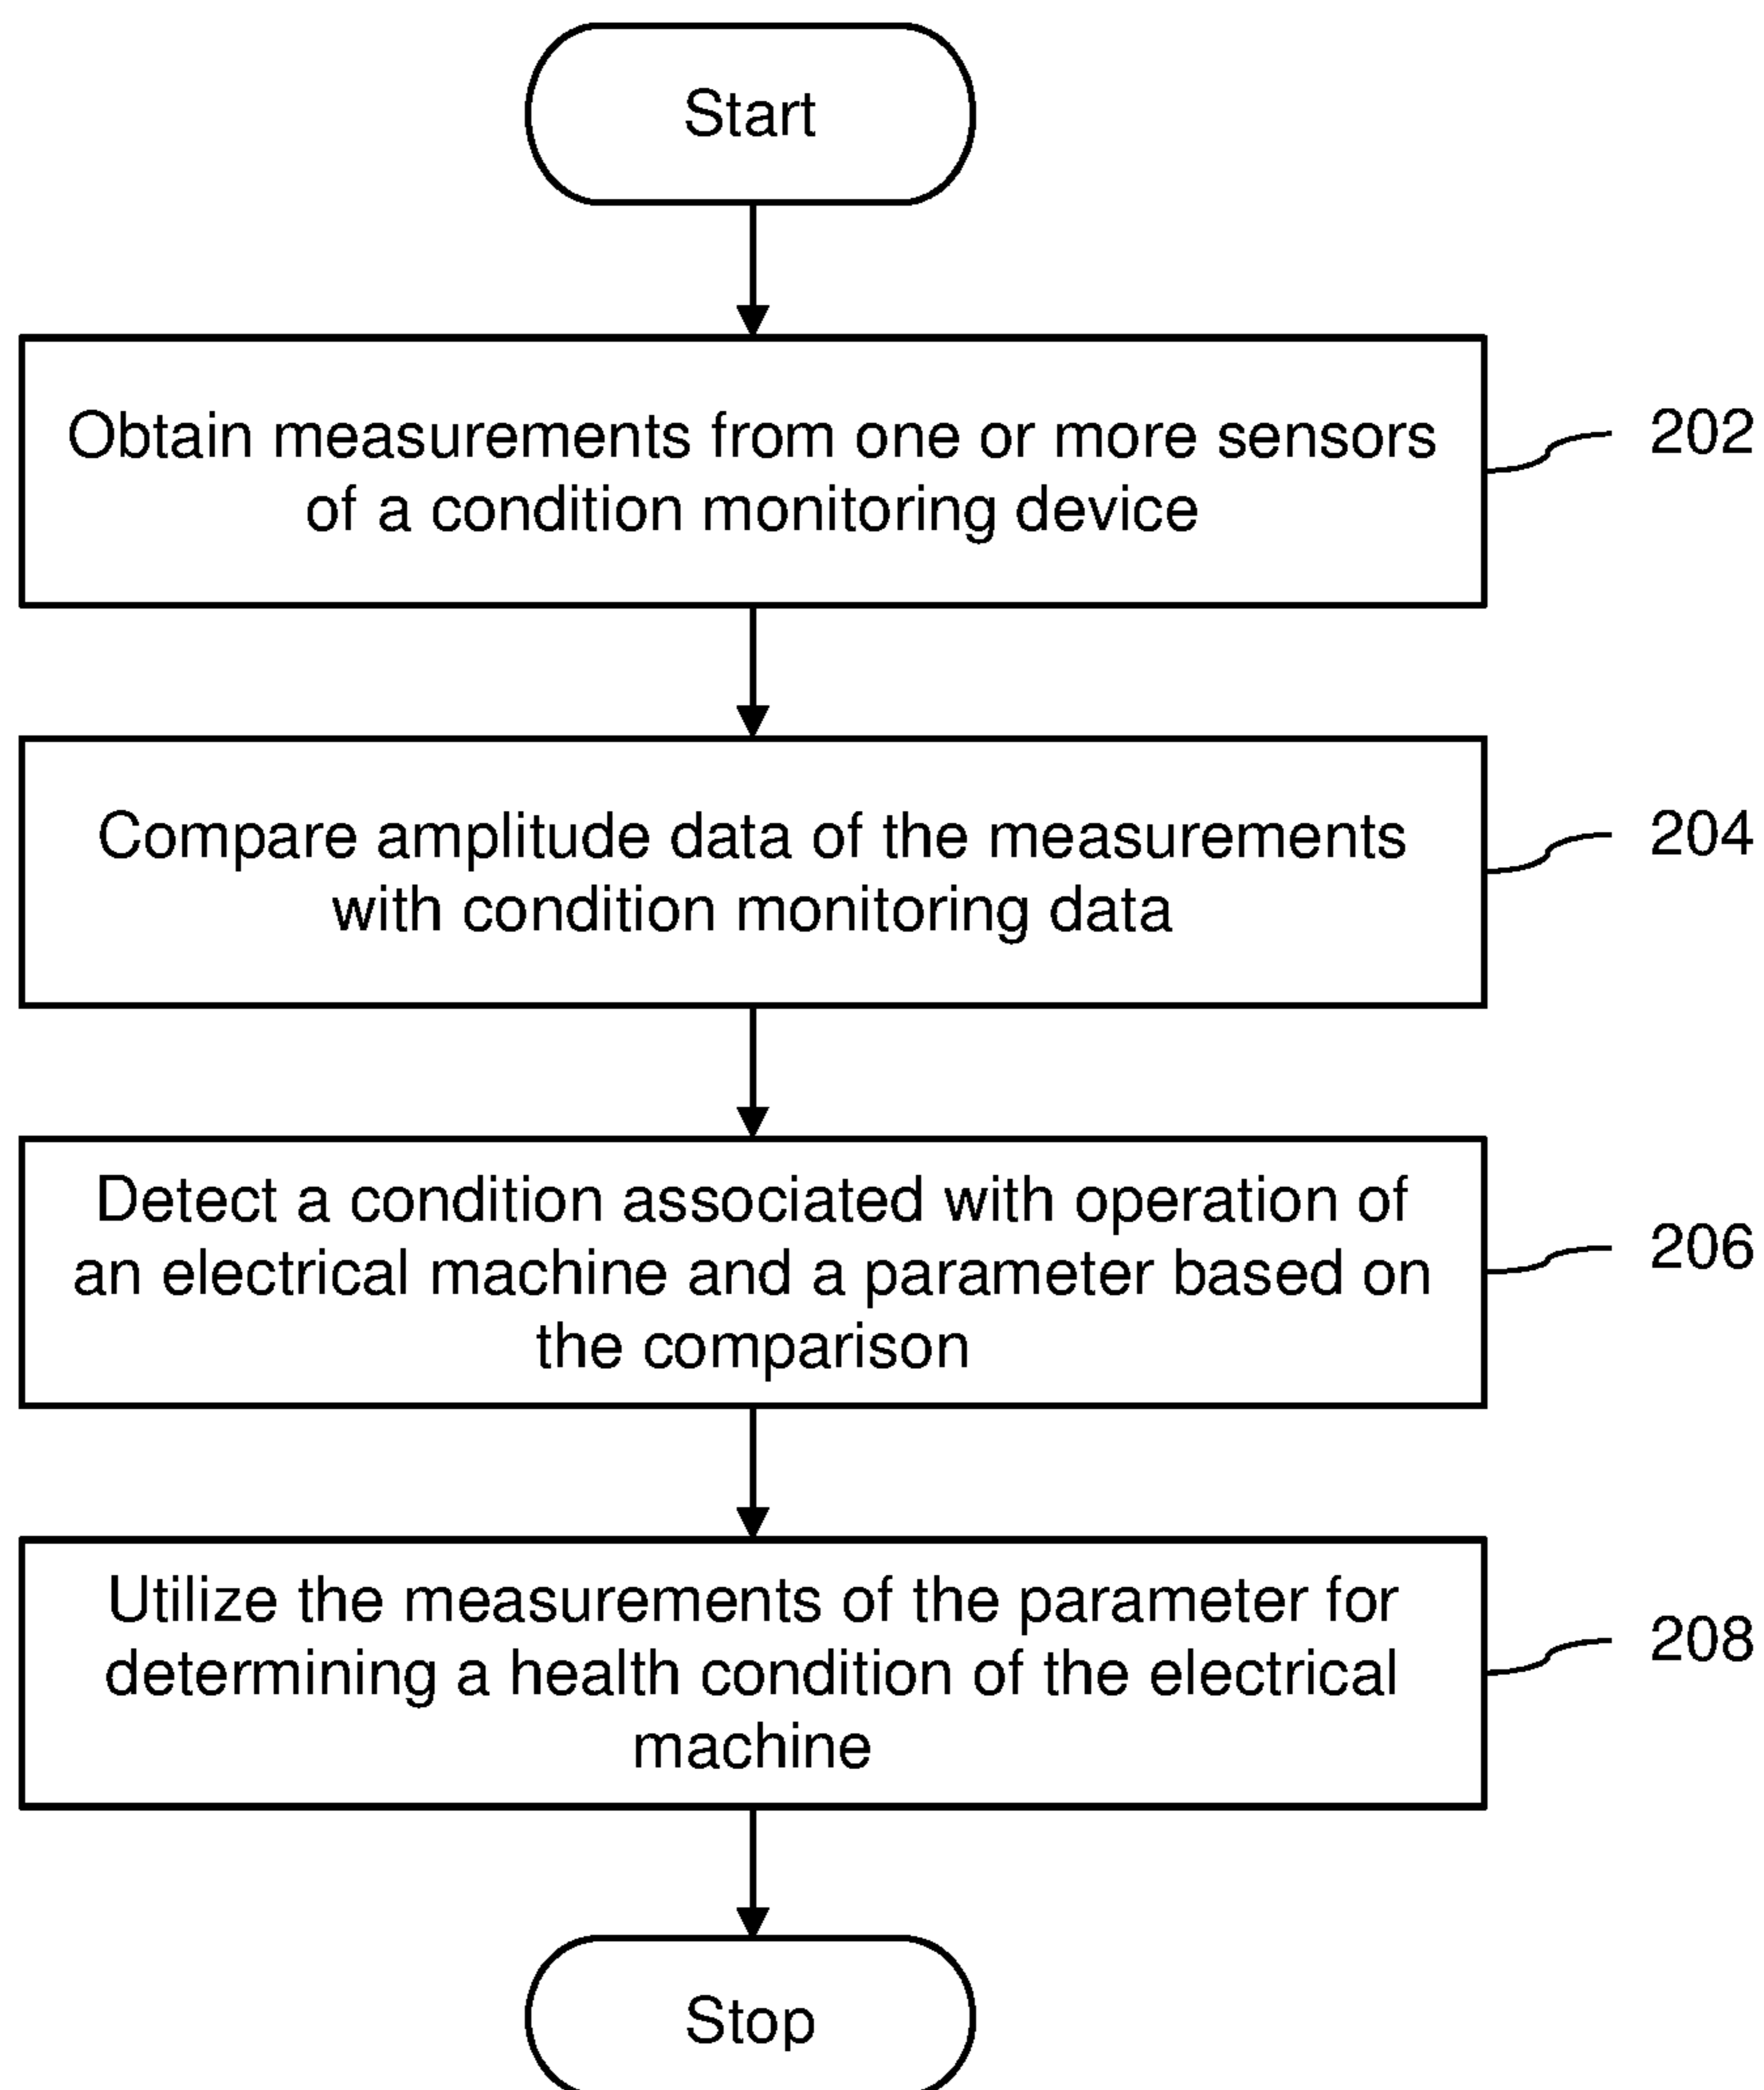 Start
Obtain measurements from one or more sensors
of a condition monitoring device
202
Compare amplitude data of the measurements
with condition monitoring data
204
Detect a condition associated with operation of
an electrical machine and a parameter based on
the comparison
206
Utilize the measurements of the parameter for
determining a health condition of the electrical
machine
208
Stop